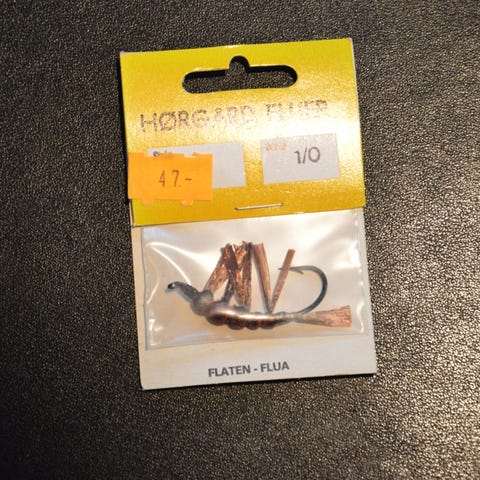 HØRGARD FLUER
47.-
1/0
FLATEN - FLUA